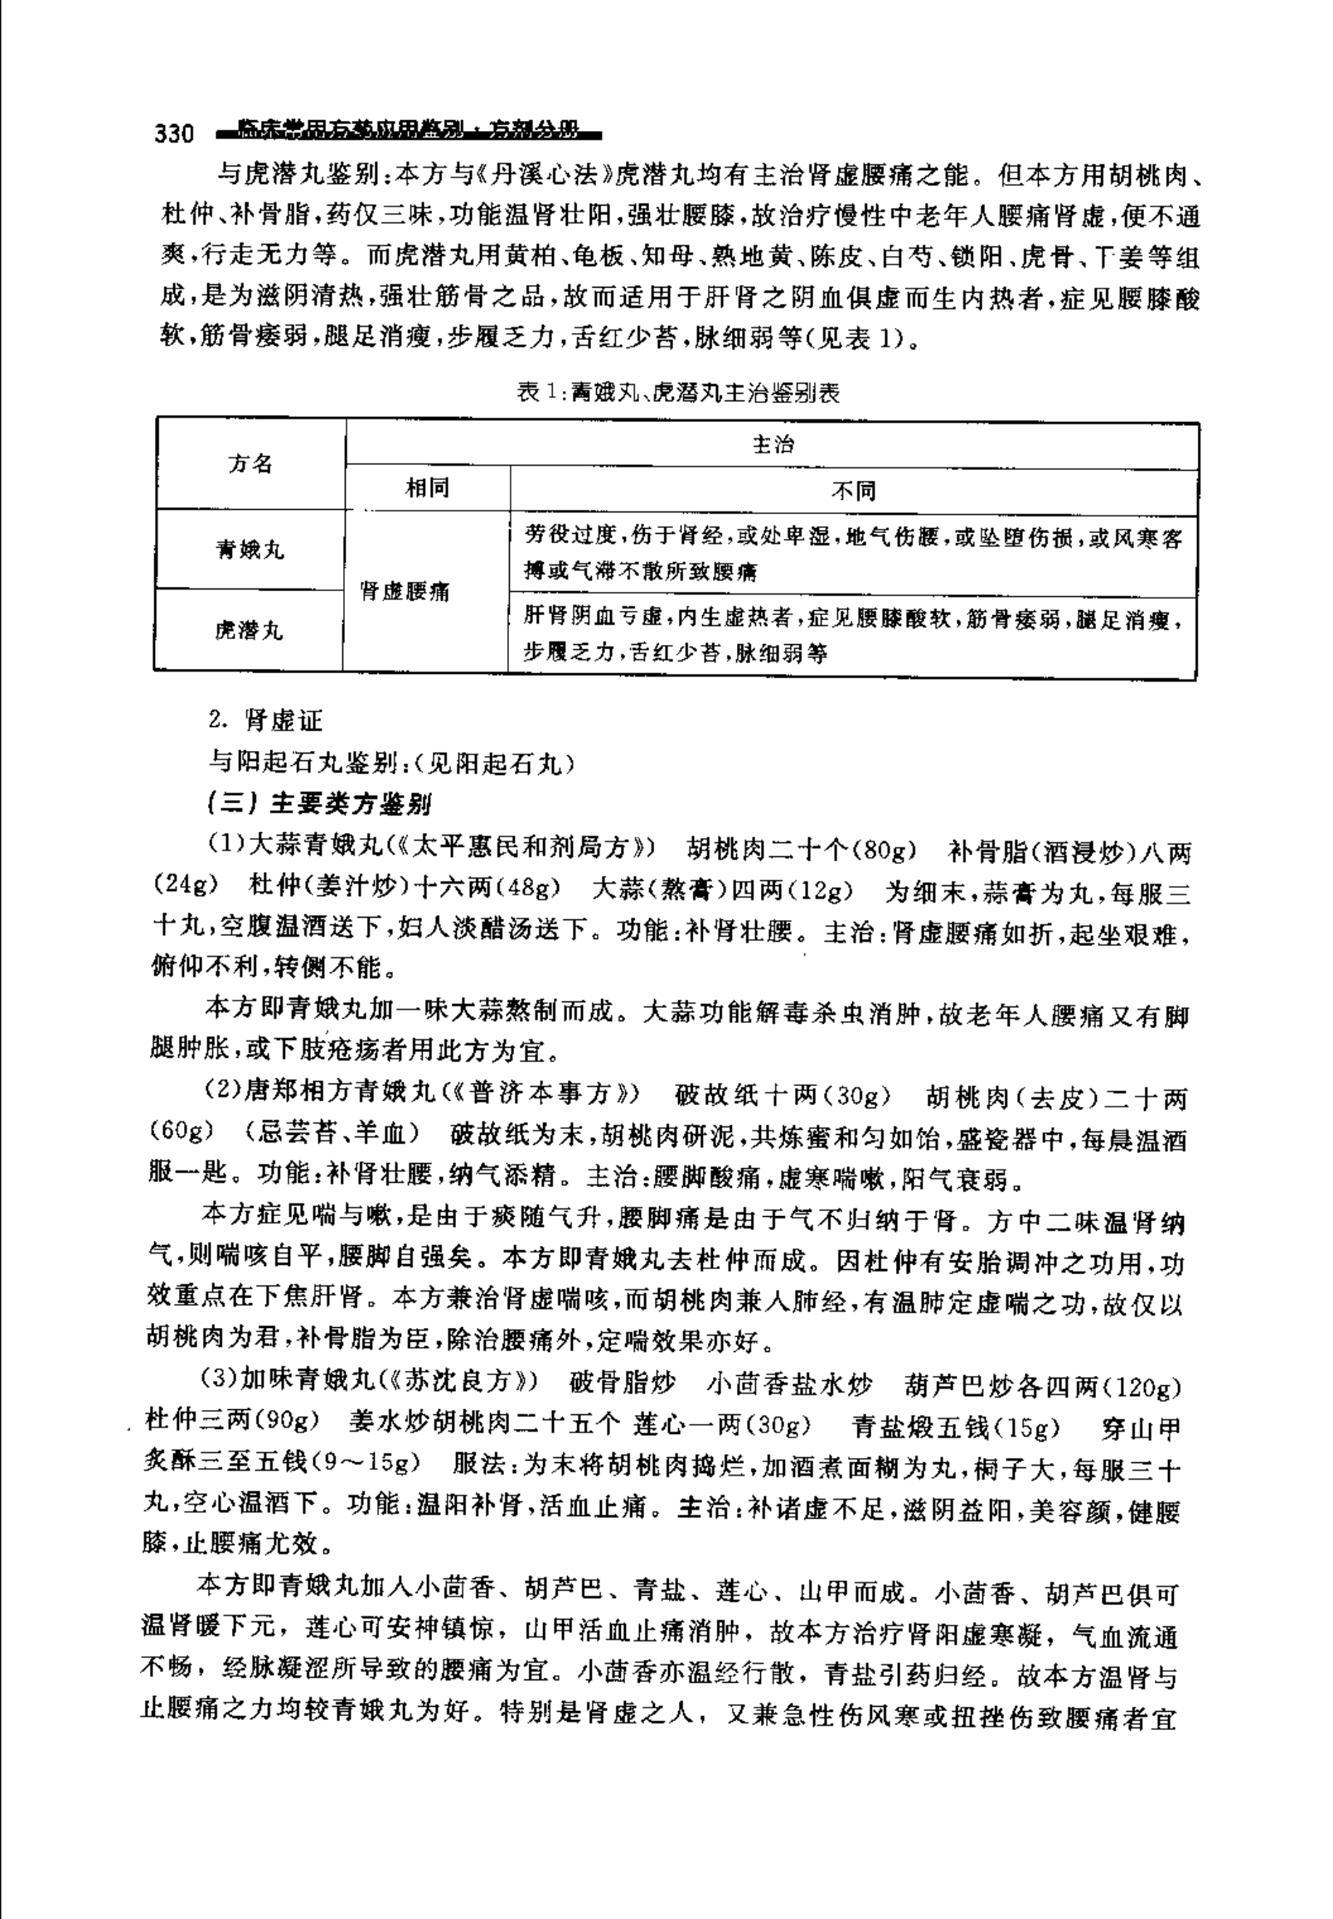 330 临床常用方药应用鉴别·方剂分册
与虎潜丸鉴别:本方与《丹溪心法》虎潜丸均有主治肾虚腰痛之能。但本方用胡桃肉、
杜仲、补骨脂,药仅三味,功能温肾壮阳,强壮腰膝,故治疗慢性中老年人腰痛肾虚,便不通
爽,行走无力等。而虎潜丸用黄柏、龟板、知母、熟地黄、陈皮、白芍、锁阳、虎骨、干姜等组
成,是为滋阴清热,强壮筋骨之品,故而适用于肝肾之阴血俱虚而生内热者,症见腰膝酸
软,筋骨痿弱,腿足消瘦,步履乏力,舌红少苔,脉细弱等(见表1)。
表1:青娥丸、虎潜丸主治鉴别表
方名
主治
相同
不同
青娥丸
肾虚腰痛
劳役过度,伤于肾经,或处卑湿,地气伤腰,或坠堕伤损,或风寒客
搏或气滞不散所致腰痛
虎潜丸
肝肾阴血亏虚,内生虚热者,症见腰膝酸软,筋骨痿弱,腿足消瘦,
步履乏力,舌红少苔,脉细弱等
2. 肾虚证
与阳起石丸鉴别:(见阳起石丸)
(三) 主要类方鉴别
(1)大蒜青娥丸(《太平惠民和剂局方》) 胡桃肉二十个(80g) 补骨脂(酒浸炒)八两
(24g) 杜仲(姜汁炒)十六两(48g) 大蒜(熬膏)四两(12g) 为细末,蒜膏为丸,每服三
十丸,空腹温酒送下,妇人淡醋汤送下。功能:补肾壮腰。主治:肾虚腰痛如折,起坐艰难,
俯仰不利,转侧不能。
本方即青娥丸加一味大蒜熬制而成。大蒜功能解毒杀虫消肿,故老年人腰痛又有脚
腿肿胀,或下肢疮疡者用此方为宜。
(2)唐郑相方青娥丸(《普济本事方》) 破故纸十两(30g) 胡桃肉(去皮)二十两
(60g) (忌芸苔、羊血) 破故纸为末,胡桃肉研泥,共炼蜜和匀如饴,盛瓷器中,每晨温酒
服一匙。功能:补肾壮腰,纳气添精。主治:腰脚酸痛,虚寒喘嗽,阳气衰弱。
本方症见喘与嗽,是由于痰随气升,腰脚痛是由于气不归纳于肾。方中二味温肾纳
气,则喘咳自平,腰脚自强矣。本方即青娥丸去杜仲而成。因杜仲有安胎调冲之功用,功
效重点在下焦肝肾。本方兼治肾虚喘咳,而胡桃肉兼入肺经,有温肺定虚喘之功,故仅以
胡桃肉为君,补骨脂为臣,除治腰痛外,定喘效果亦好。
(3)加味青娥丸(《苏沈良方》) 破骨脂炒 小茴香盐水炒 葫芦巴炒各四两(120g)
杜仲三两(90g) 姜水炒胡桃肉二十五个 莲心一两(30g) 青盐煅五钱(15g) 穿山甲
炙酥三至五钱(9～15g) 服法:为末将胡桃肉捣烂,加酒煮面糊为丸,桐子大,每服三十
丸,空心温酒下。功能:温阳补肾,活血止痛。主治:补诸虚不足,滋阴益阳,美容颜,健腰
膝,止腰痛尤效。
本方即青娥丸加入小茴香、胡芦巴、青盐、莲心、山甲而成。小茴香、胡芦巴俱可
温肾暖下元，莲心可安神镇惊，山甲活血止痛消肿，故本方治疗肾阳虚寒凝，气血流通
不畅，经脉凝涩所导致的腰痛为宜。小茴香亦温经行散，青盐引药归经。故本方温肾与
止腰痛之力均较青娥丸为好。特别是肾虚之人，又兼急性伤风寒或扭挫伤致腰痛者宜